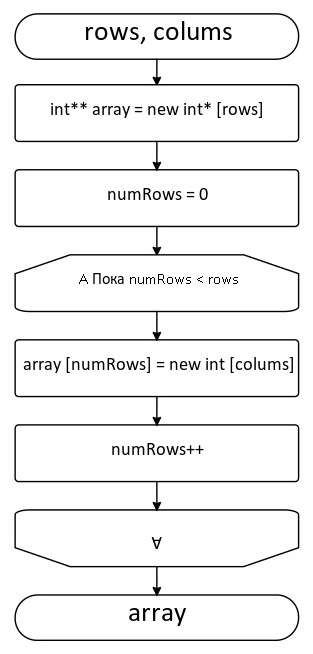 rows, colums
int** array = new int* [rows]
numRows = 0
A Пока numRows < rows
array [numRows] = new int [colums]
numRows++
∀
array